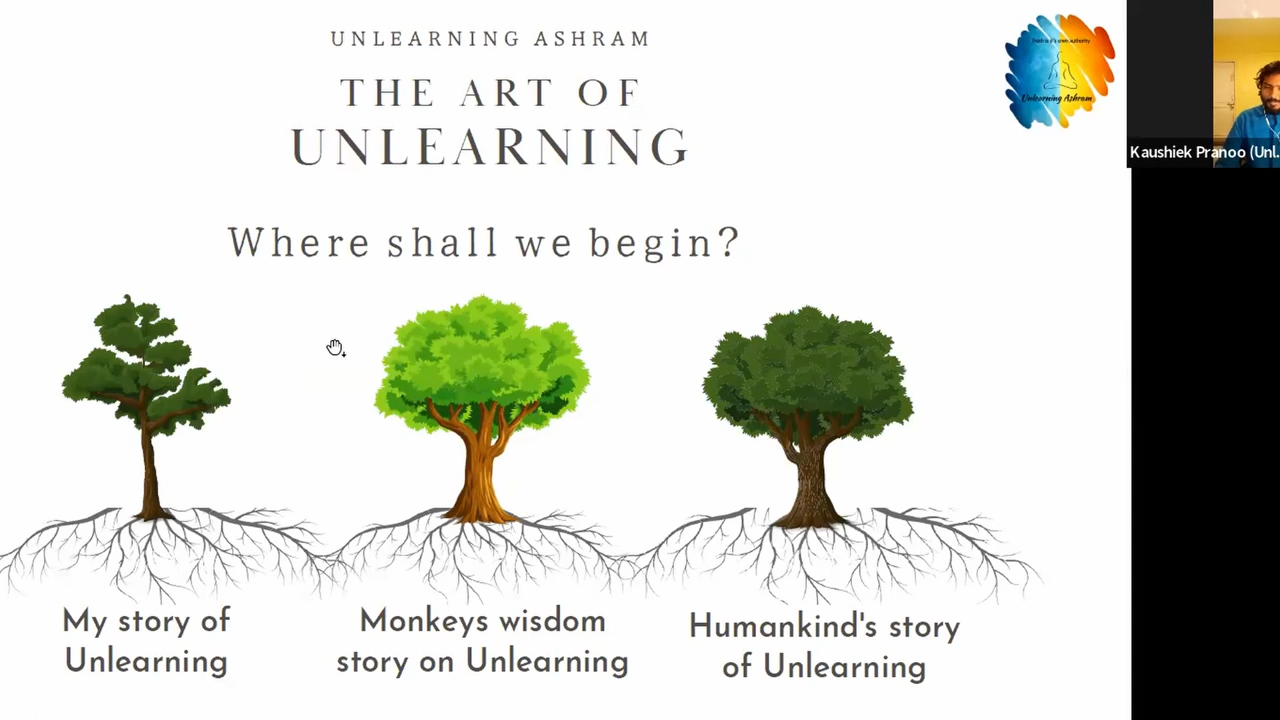 UNLEARNING ASHRAM
THE ART OF
UNLEARNING
Where shall we begin?
My story of
Unlearning
Monkeys wisdom
story on Unlearning
Humankind's story
of Unlearning
Unlearning Ashram
Kaushiek Pranoo (Unl.